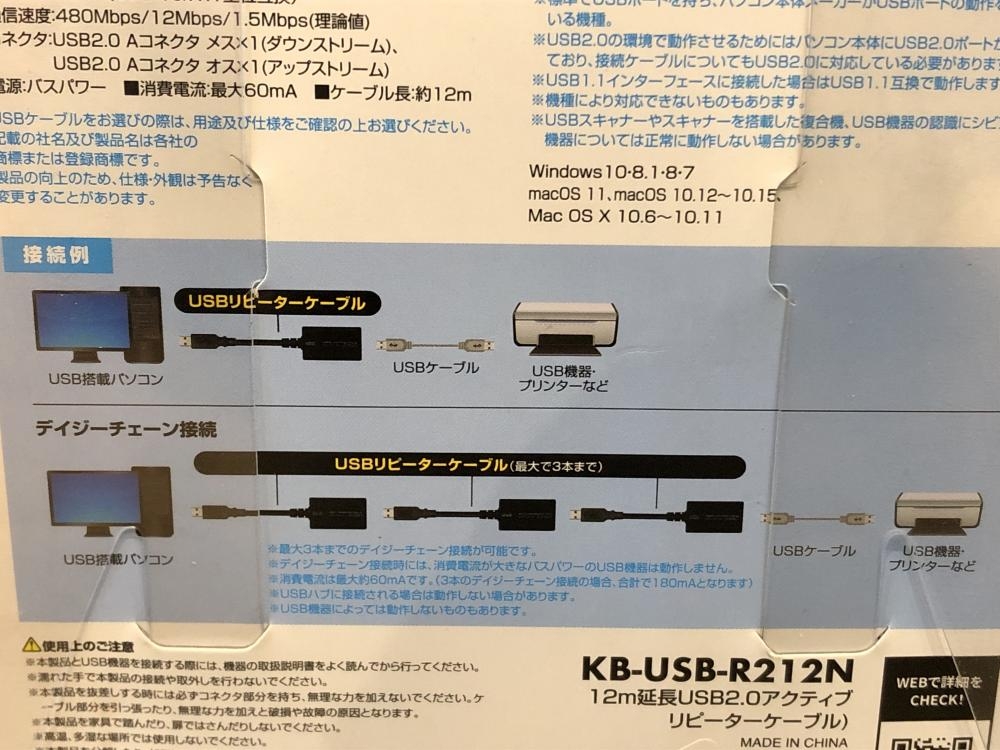 信速度:480Mbps/12Mbps/1.5Mbps(理論値)
ネクタ:USB2.0 Aコネクタ メス×1(ダウンストリーム)、
USB2.0 Aコネクタ オス×1(アップストリーム)
電源:バスパワー ■消費電流:最大60mA ■ケーブル長:約12m
USBケーブルをお選びの際は、用途及び仕様をご確認の上お選びください。
記載の社名及び製品名は各社の
商標または登録商標です。
製品の向上のため、仕様・外観は予告なく
変更することがあります。
※標準でUSBポートを持ち、パソコン本体メーカーがUSBポートの動作を
いる機種。
※USB2.0の環境で動作させるためにはパソコン本体にUSB2.0ポートが
ており、接続ケーブルについてもUSB2.0に対応している必要があります
※USB1.1インターフェースに接続した場合はUSB1.1互換で動作します
※機種により対応できないものもあります。
※USBスキャナーやスキャナーを搭載した複合機、USB機器の認識にシビ
機器については正常に動作しない場合があります。
Windows10・8.1・8・7
macOS 11、macOS 10.12～10.15、
Mac OS X 10.6～10.11
接続例
USBリピーターケーブル
USB搭載パソコン
USBケーブル
USB機器・
プリンターなど
デイジーチェーン接続
USBリピーターケーブル(最大で3本まで)
USB搭載パソコン
USBケーブル
USB機器・
プリンターなど
※最大3本までのデイジーチェーン接続が可能です。
※デイジーチェーン接続時には、消費電流が大きなバスパワーのUSB機器は動作しません。
※消費電流は最大約60mAです。(3本のデイジーチェーン接続の場合、合計で180mAとなります)
※USBハブに接続される場合は動作しない場合があります。
※USB機器によっては動作しないものもあります。
⚠使用上のご注意
※本製品とUSB機器を接続する際には、機器の取扱説明書をよく読んでから行ってください。
※濡れた手で本製品の接続や取外しを行わないでください。
※本製品を抜差しする時には必ずコネクタ部分を持ち、無理な力を加えないでください。ケ
ーブル部分を引っ張ったり、無理な力を加えると破損や故障の原因となります。
※本製品を家具で踏んだり、扉ではさんだりしないでください。
※高温、多湿な場所では使用しないでください。
KB-USB-R212N
12m延長USB2.0アクティブ
リピーターケーブル)
MADE IN CHINA
WEBで詳細を
CHECK!